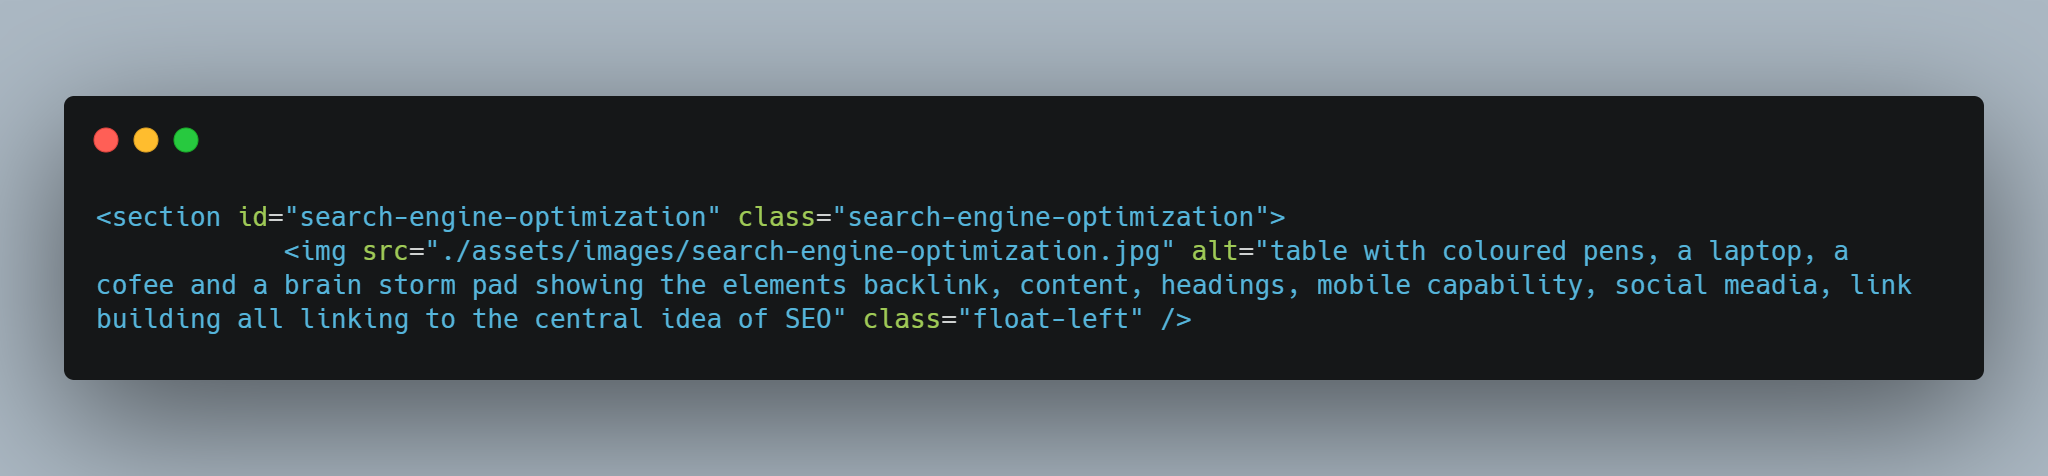 <section id="search-engine-optimization" class="search-engine-optimization">
<img src="./assets/images/search-engine-optimization.jpg" alt="table with coloured pens, a laptop, a
cofee and a brain storm pad showing the elements backlink, content, headings, mobile capability, social meadia, link
building all linking to the central idea of SEO" class="float-left" />